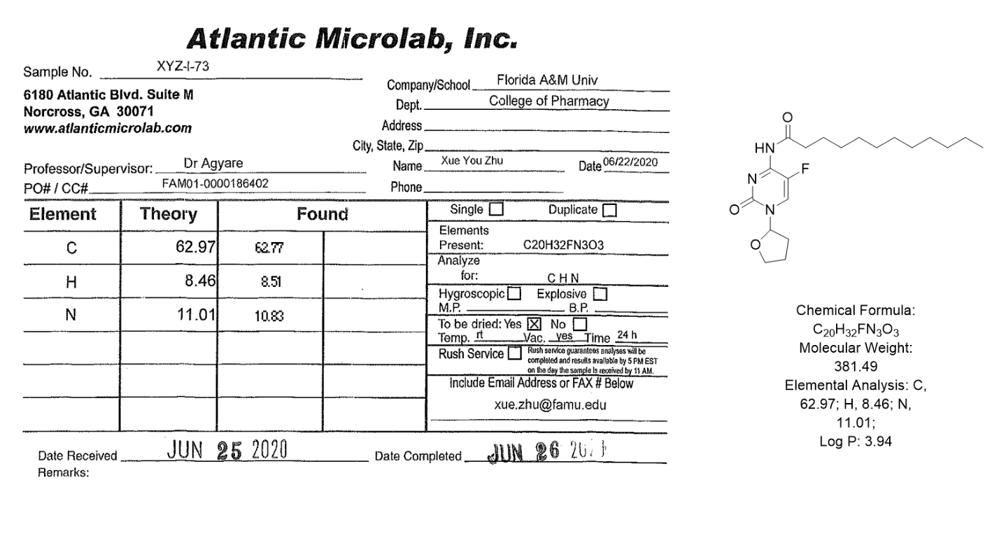 Atlantic Microlab, Inc.
Sample No. XYZ-I-73
6180 Atlantic Blvd. Suite M
Norcross, GA 30071
www.atlanticmicrolab.com
Professor/Supervisor: Dr Agyare
PO# / CC# FAM01-0000186402
Company/School Florida A&M Univ
Dept. College of Pharmacy
Address
City, State, Zip
Name Xue You Zhu Date 06/22/2020
Phone
Element Theory Found
C 62.97 62.77
H 8.46 8.51
N 11.01 10.83
Single Duplicate
Elements
Present: C20H32FN3O3
Analyze
for: C H N
Hygroscopic Explosive
M.P. B.P.
To be dried: Yes X No
Temp. rt Vac. yes Time 24 h
Rush Service
Rush service guarantees analyses will be
completed and results available by 5 PM EST
on the day the sample is received by 11 AM.
Include Email Address or FAX # Below
xue.zhu@famu.edu
Date Received JUN 25 2020
Date Completed JUN 26
Remarks:
O
HN
F
N
O
N
O
Chemical Formula:
C₂₀H₃₂FN₃O₃
Molecular Weight:
381.49
Elemental Analysis: C,
62.97; H, 8.46; N,
11.01;
Log P: 3.94